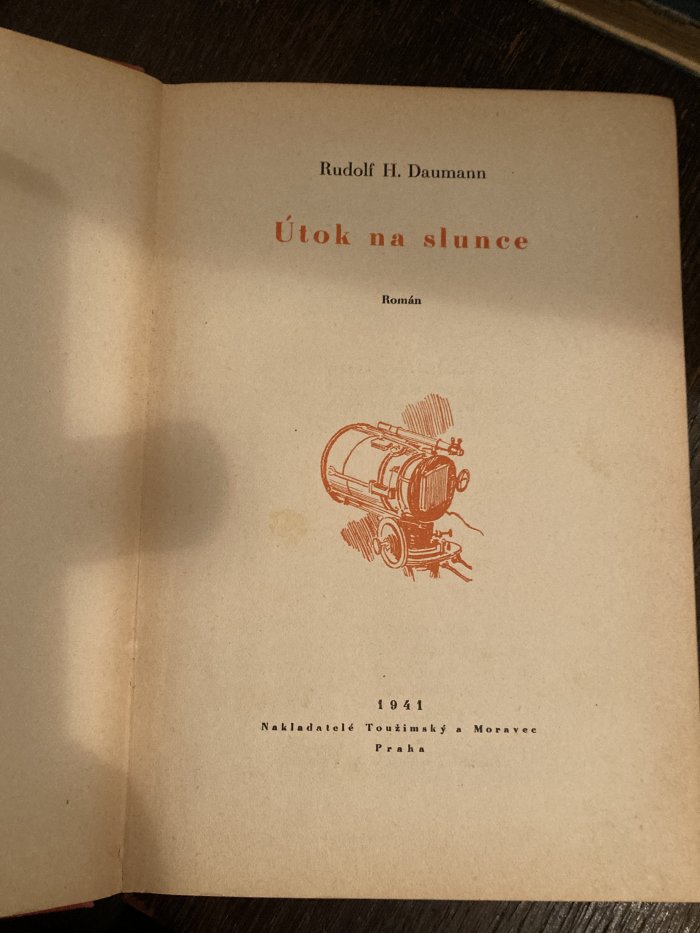 Rudolf H. Daumann
Útok na slunce
Román
1941
Nakladatelé Toužimský a Moravec
Praha